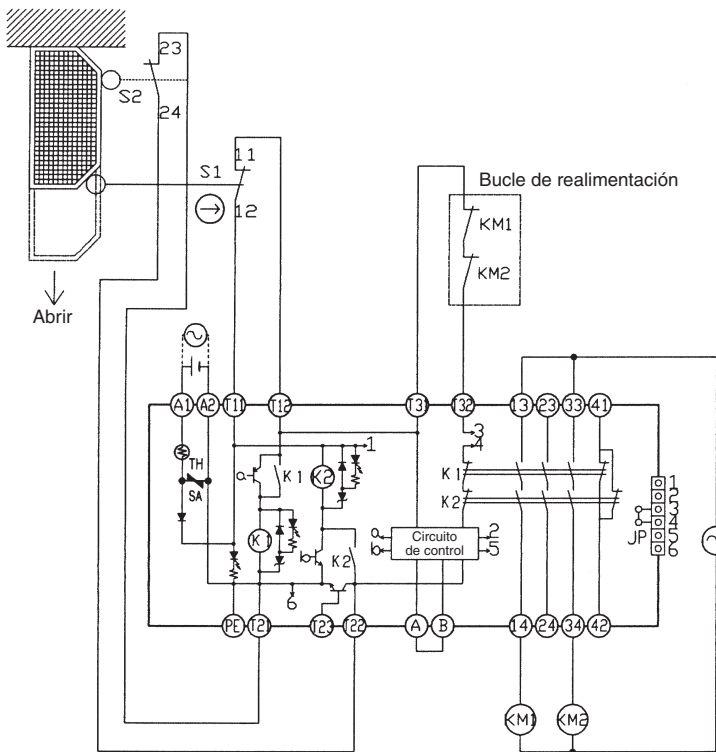 23
S2
24
11
S1
12
Bucle de realimentación
KM1
KM2
Abrir
A1 A2 T11 T12 T31 T32 13 23 33 41
TH
SA
a
K1
K2
1
3
4
K1
K2
K1
b
K2
a
b
Circuito
de control
2
5
6
JP
1
2
3
4
5
6
PE T21 T23 T22 A B 14 24 34 42
KM1 KM2